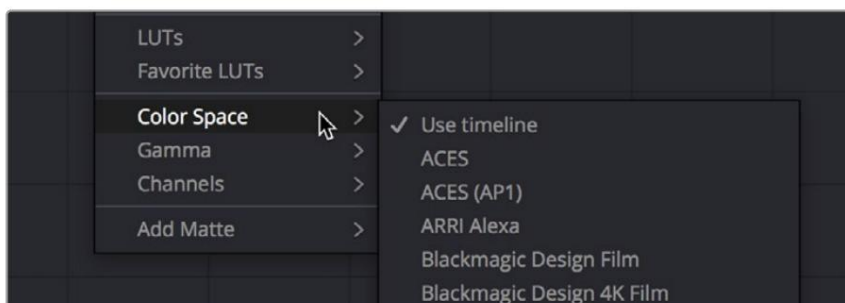 LUTs
Favorite LUTs
Color Space
Gamma
Channels
Add Matte
Use timeline
ACES
ACES (AP1)
ARRI Alexa
Blackmagic Design Film
Blackmagic Design 4K Film